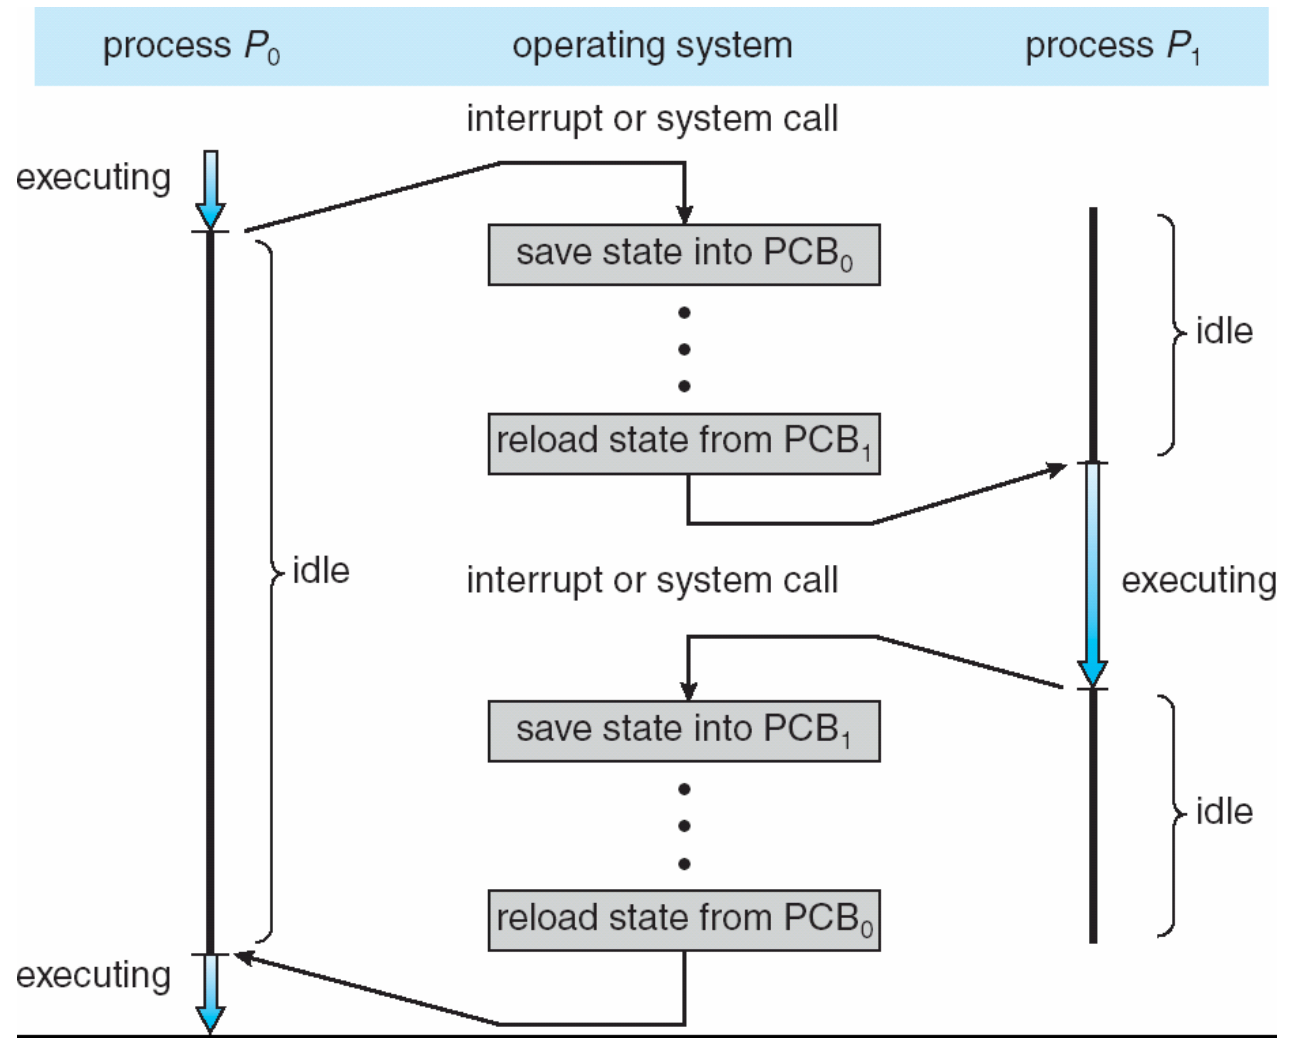 process P₀ operating system process P₁
interrupt or system call
executing
save state into PCB₀
idle
reload state from PCB₁
idle
interrupt or system call
executing
save state into PCB₁
idle
reload state from PCB₀
executing